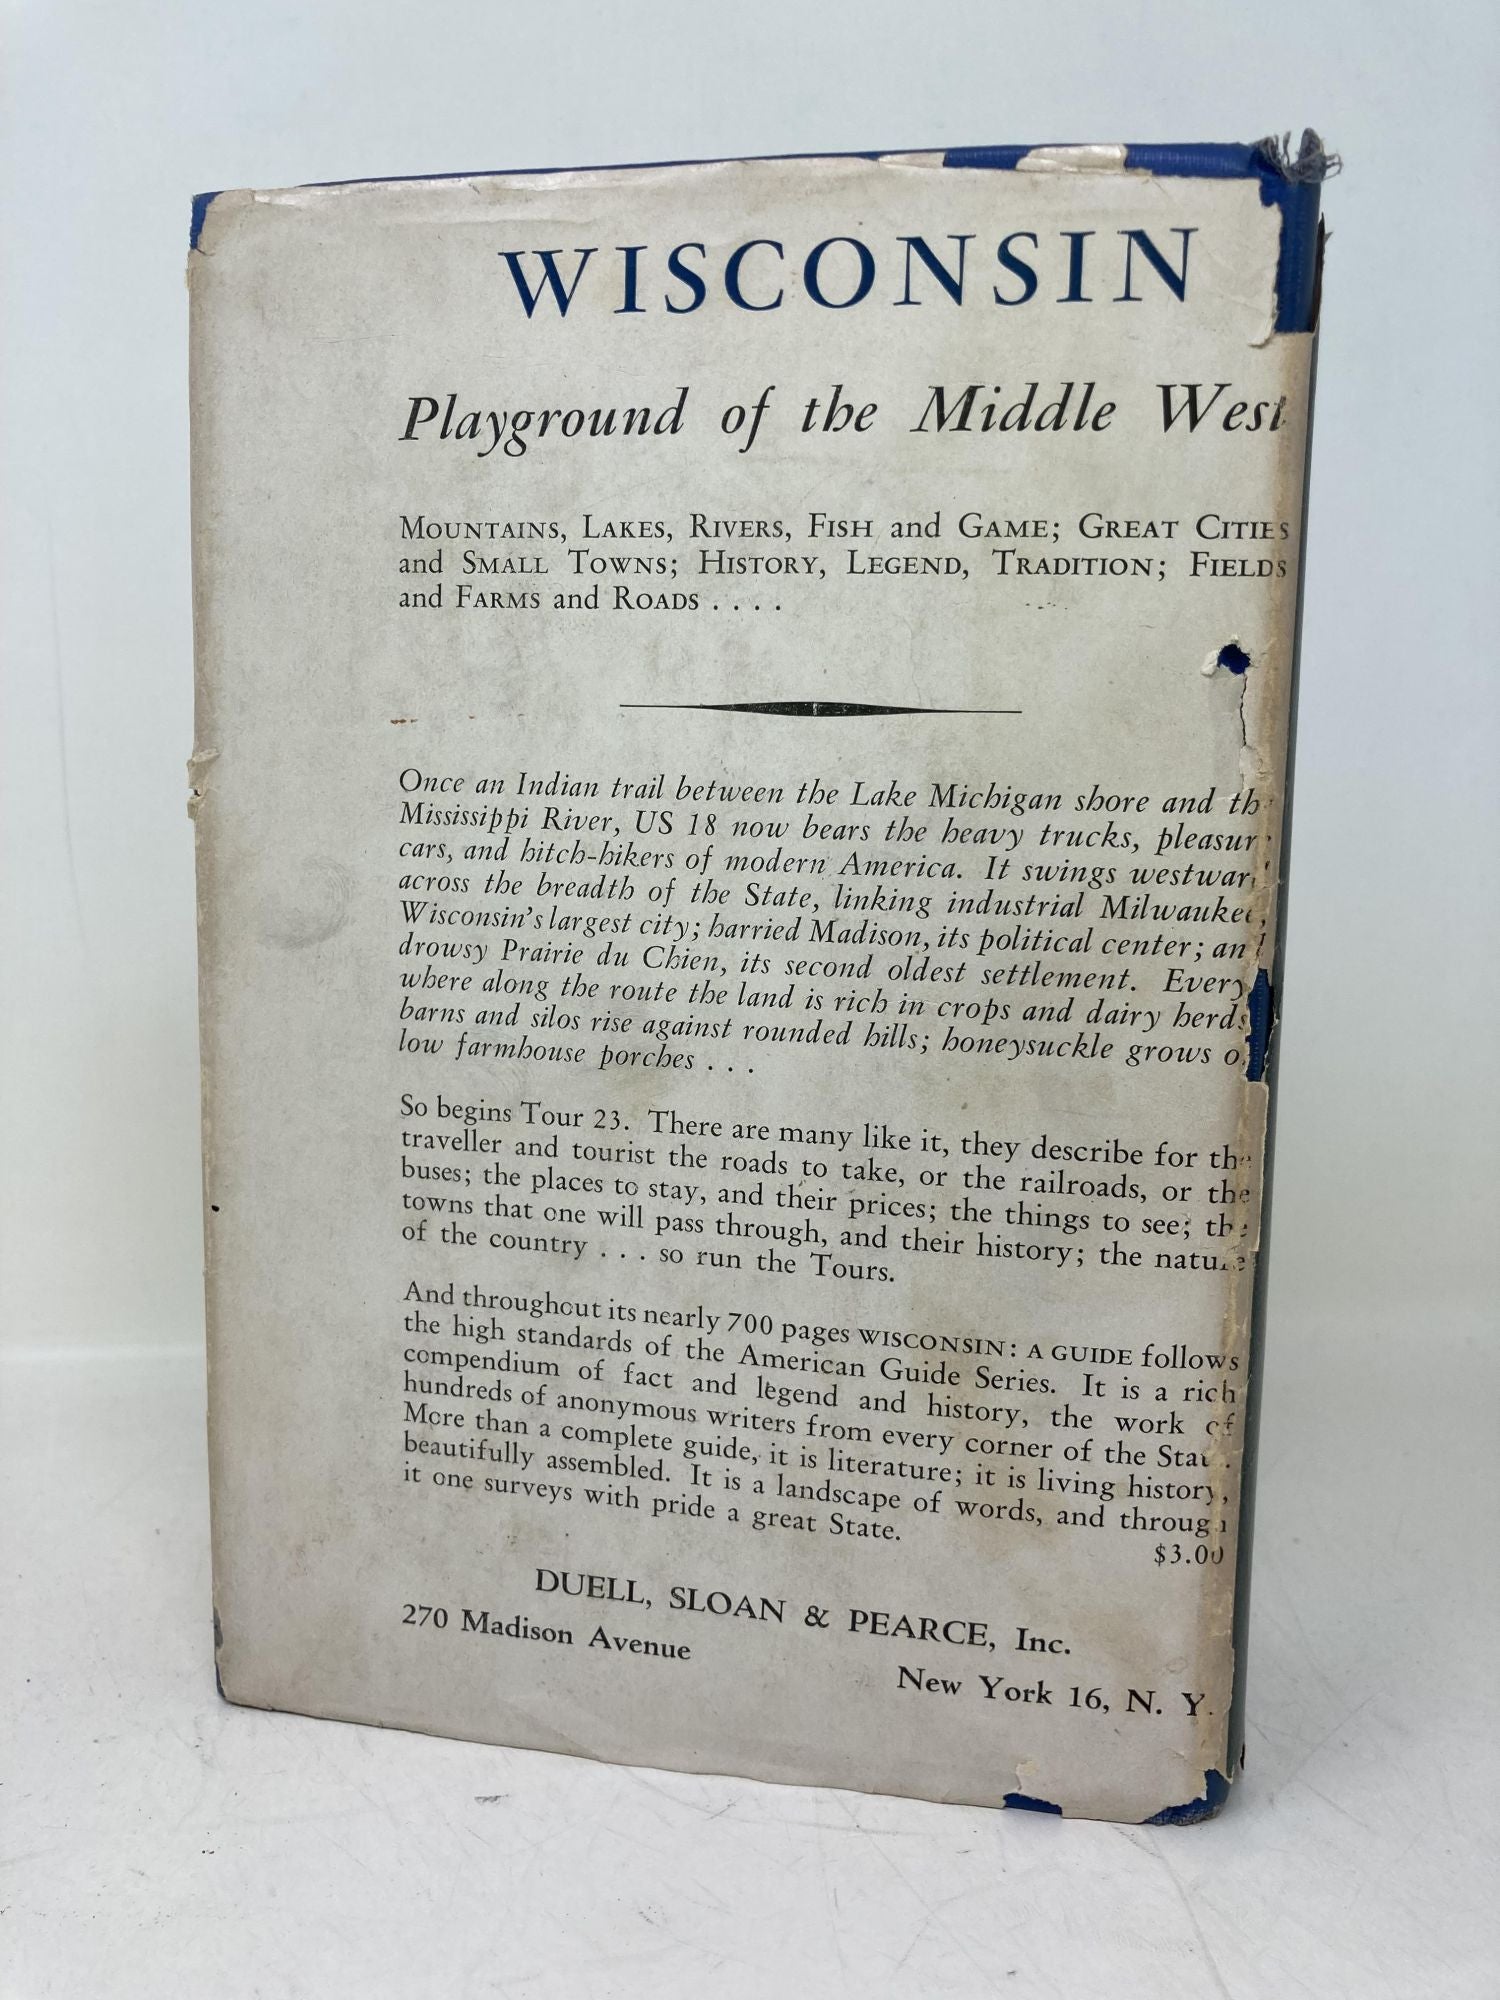 WISCONSIN
Playground of the Middle West
MOUNTAINS, LAKES, RIVERS, FISH and GAME; GREAT CITIES
and SMALL TOWNS; HISTORY, LEGEND, TRADITION; FIELDS
and FARMS and ROADS . . . .
Once an Indian trail between the Lake Michigan shore and the
Mississippi River, US 18 now bears the heavy trucks, pleasure
cars, and hitch-hikers of modern America. It swings westward
across the breadth of the State, linking industrial Milwaukee,
Wisconsin's largest city; harried Madison, its political center; and
drowsy Prairie du Chien, its second oldest settlement. Every-
where along the route the land is rich in crops and dairy herds
barns and silos rise against rounded hills; honeysuckle grows on
low farmhouse porches . . .
So begins Tour 23. There are many like it, they describe for the
traveller and tourist the roads to take, or the railroads, or the
buses; the places to stay, and their prices; the things to see; the
towns that one will pass through, and their history; the nature
of the country . . . so run the Tours.
And throughout its nearly 700 pages WISCONSIN: A GUIDE follows
the high standards of the American Guide Series. It is a rich
compendium of fact and legend and history, the work of
hundreds of anonymous writers from every corner of the State.
More than a complete guide, it is literature; it is living history,
beautifully assembled. It is a landscape of words, and through
it one surveys with pride a great State.
$3.00
DUELL, SLOAN & PEARCE, Inc.
270 Madison Avenue
New York 16, N. Y.